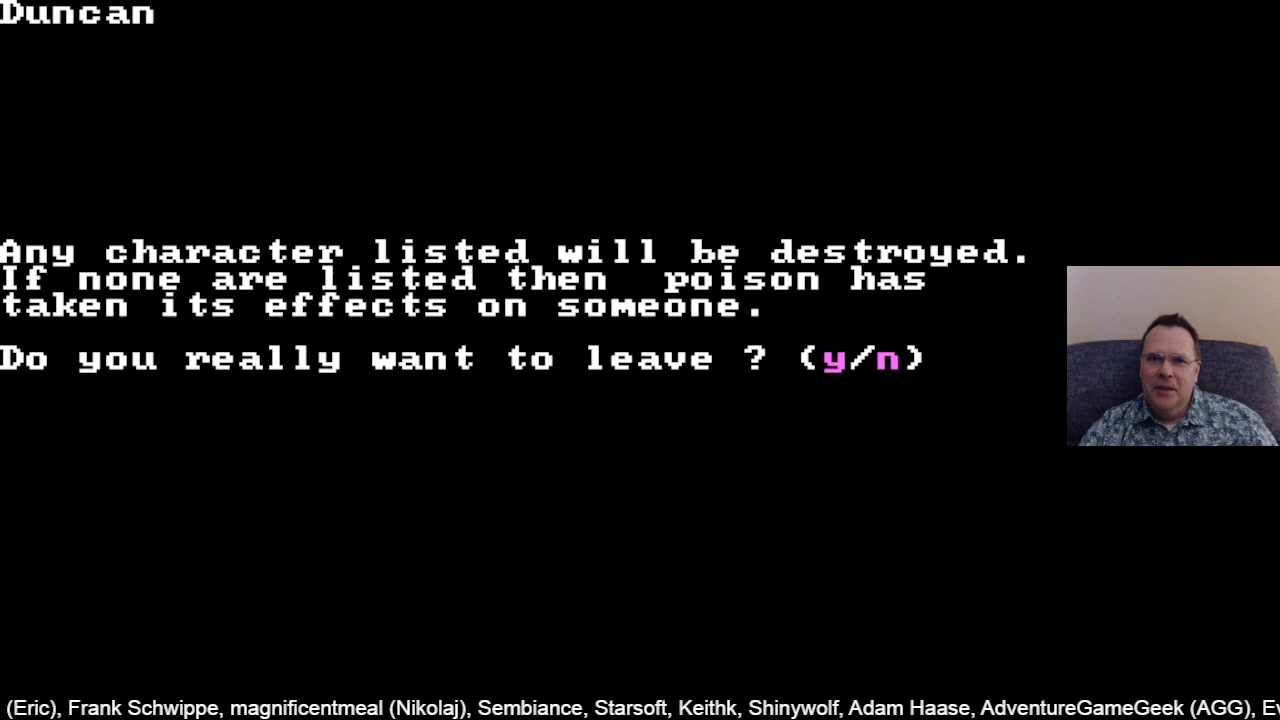 Duncan
Any character listed will be destroyed.
If none are listed then  poison has
taken its effects on someone.
Do you really want to leave ? (y/n)
(Eric), Frank Schwippe, magnificentmeal (Nikolaj), Sembiance, Starsoft, Keithk, Shinywolf, Adam Haase, AdventureGameGeek (AGG),